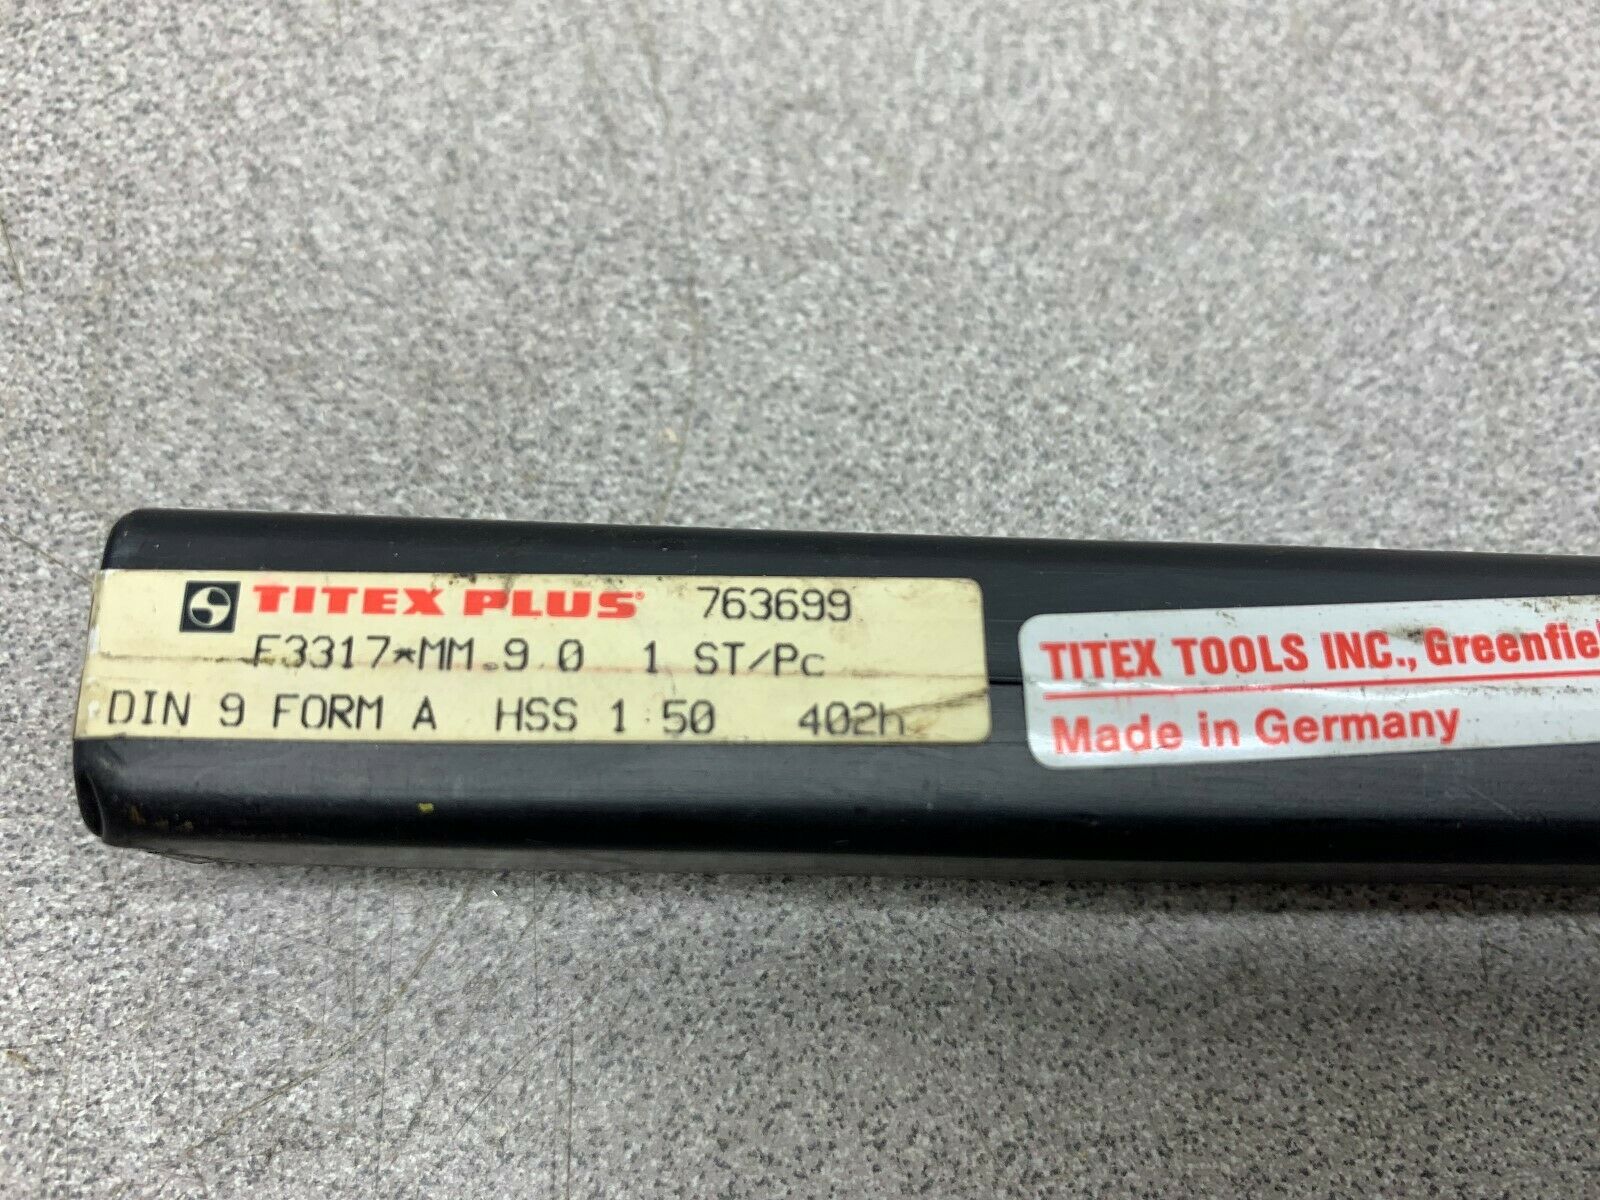 TITEX PLUS® 763699
F3317*MM.9.0 1 ST/Pc
DIN 9 FORM A HSS 1:50 402h
TITEX TOOLS INC.,
Made in Germany